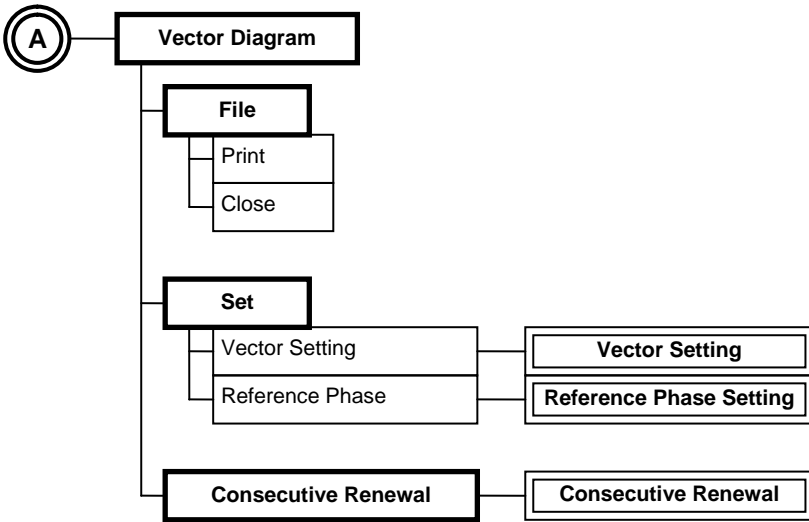 A
Vector Diagram
File
Print
Close
Set
Vector Setting
Vector Setting
Reference Phase
Reference Phase Setting
Consecutive Renewal
Consecutive Renewal